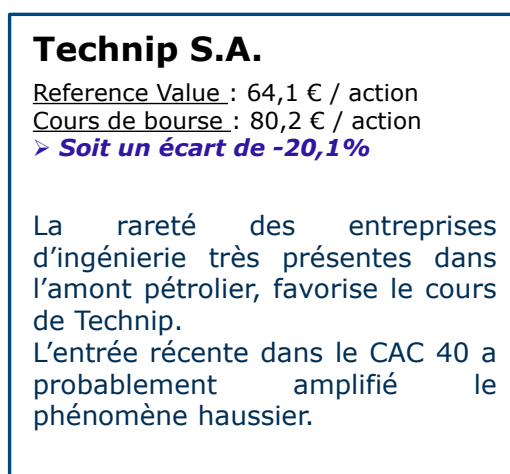 Technip S.A.
Reference Value : 64,1 € / action
Cours de bourse : 80,2 € / action
➢ Soit un écart de -20,1%
La rareté des entreprises
d’ingénierie très présentes dans
l’amont pétrolier, favorise le cours
de Technip.
L’entrée récente dans le CAC 40 a
probablement amplifié le
phénomène haussier.